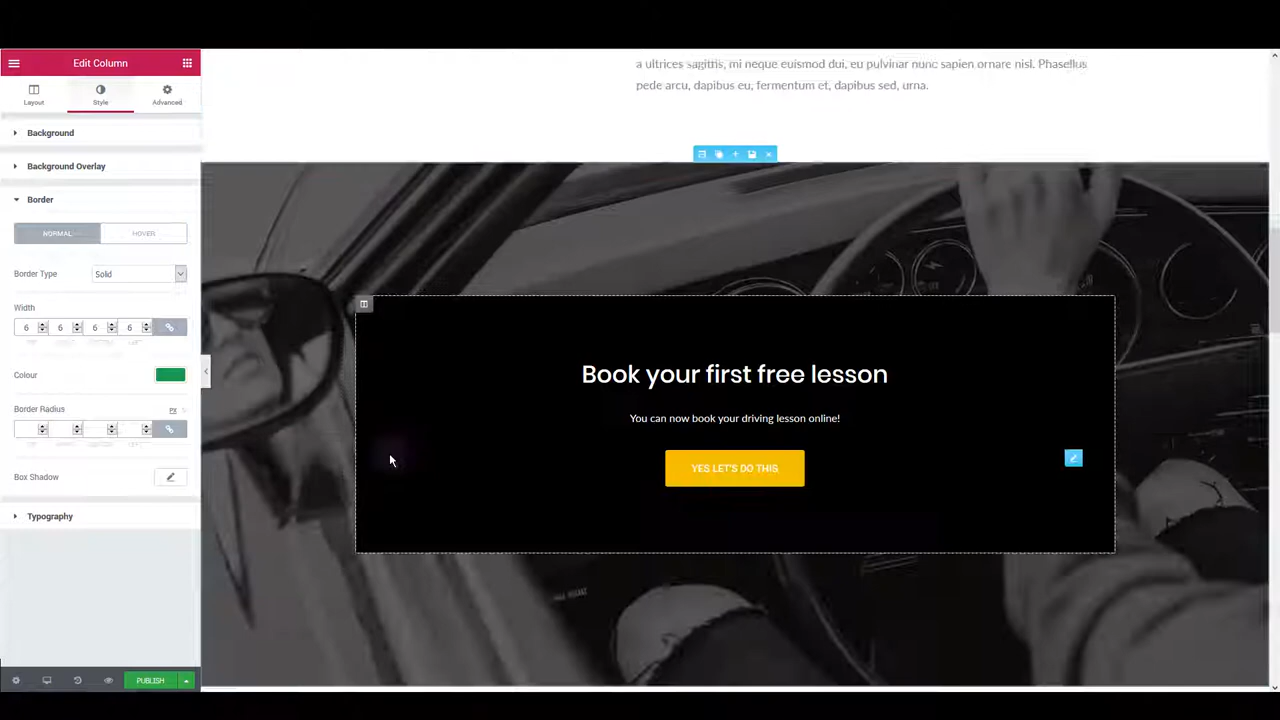 Edit Column
Layout
Style
Advanced
Background
Background Overlay
Border
NORMAL
HOVER
Border Type
Solid
Width
6 6 6 6
Colour
Border Radius
PX
Box Shadow
Typography
PUBLISH
a ultrices sagittis, mi neque euismod dui, eu pulvinar nunc sapien ornare nisl. Phasellus
pede arcu, dapibus eu, fermentum et, dapibus sed, urna.
Book your first free lesson
You can now book your driving lesson online!
YES LET'S DO THIS